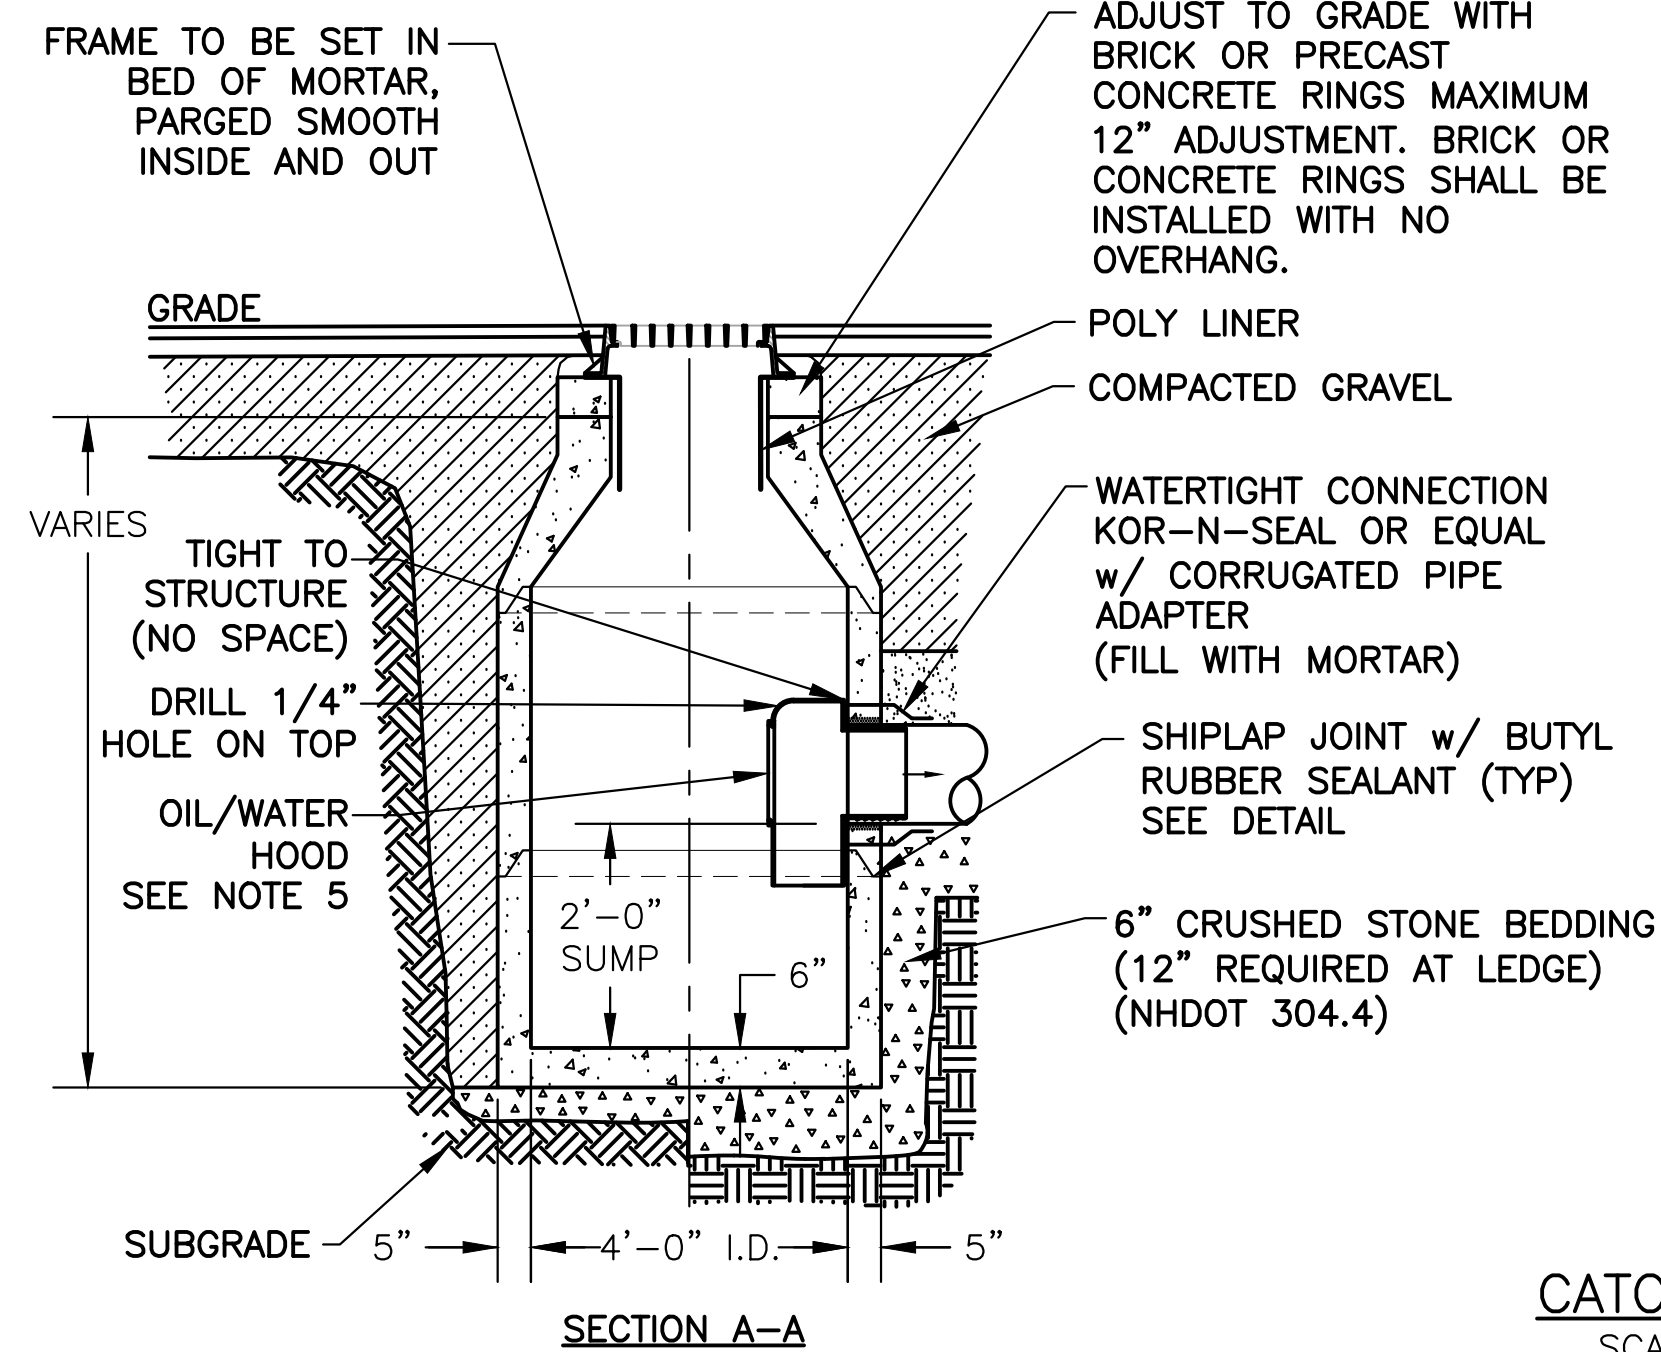 FRAME TO BE SET IN
BED OF MORTAR,
PARGED SMOOTH
INSIDE AND OUT
ADJUST TO GRADE WITH
BRICK OR PRECAST
CONCRETE RINGS MAXIMUM
12” ADJUSTMENT. BRICK OR
CONCRETE RINGS SHALL BE
INSTALLED WITH NO
OVERHANG.
GRADE
POLY LINER
COMPACTED GRAVEL
VARIES
WATERTIGHT CONNECTION
KOR-N-SEAL OR EQUAL
w/ CORRUGATED PIPE
ADAPTER
(FILL WITH MORTAR)
TIGHT TO
STRUCTURE
(NO SPACE)
DRILL 1/4”
HOLE ON TOP
SHIPLAP JOINT w/ BUTYL
RUBBER SEALANT (TYP)
SEE DETAIL
OIL/WATER
HOOD
SEE NOTE 5
2’-0”
SUMP
6”
6” CRUSHED STONE BEDDING
(12” REQUIRED AT LEDGE)
(NHDOT 304.4)
SUBGRADE
5”
4’-0” I.D.
5”
SECTION A-A